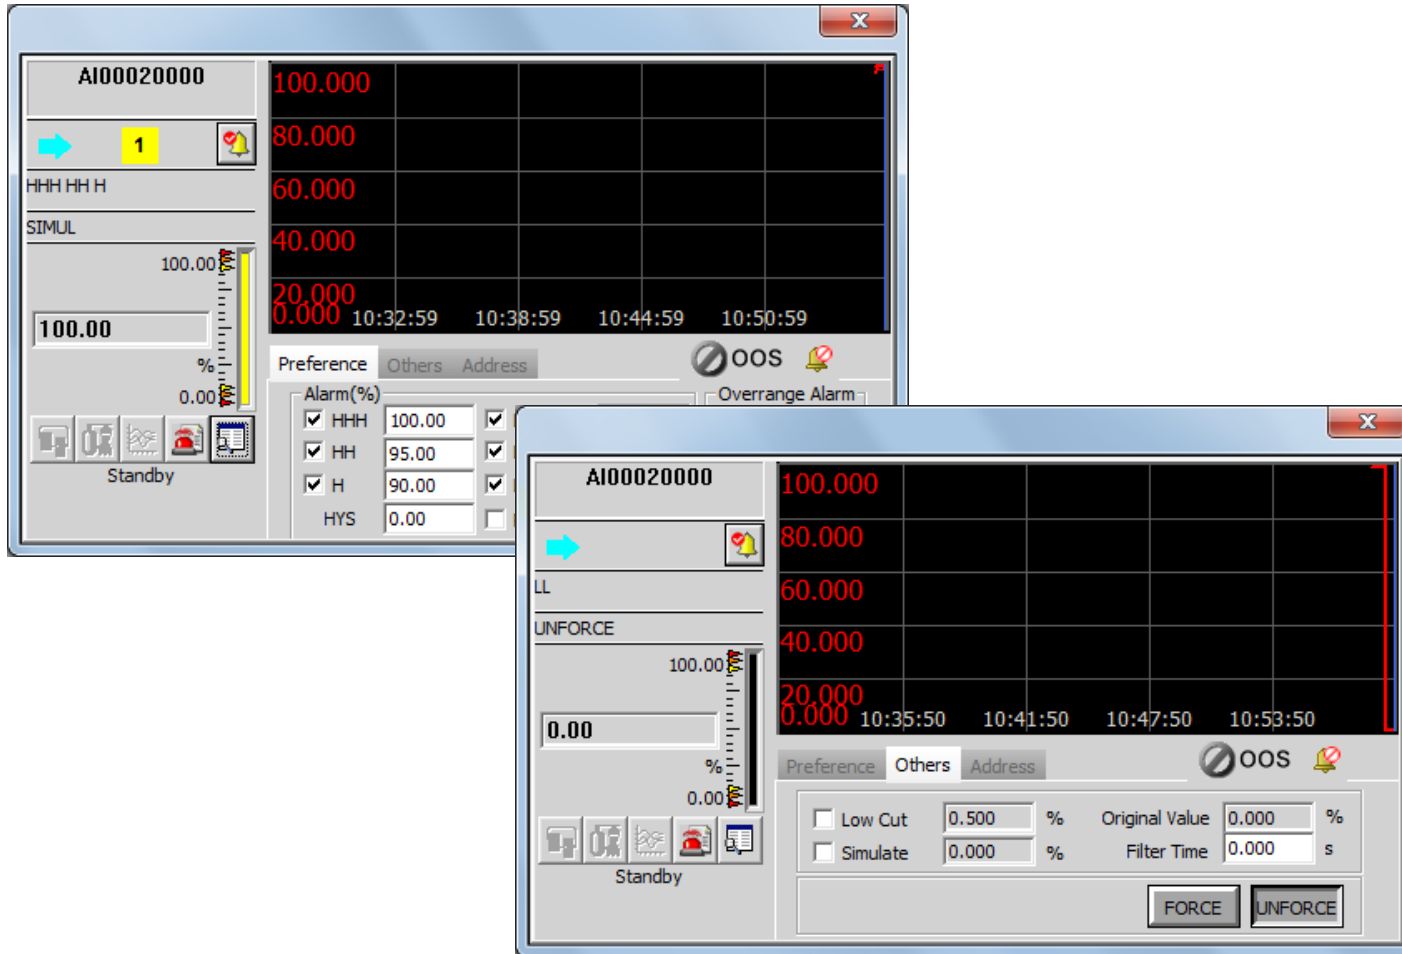 AI00020000
1
HHH HH H
SIMUL
100.00
100.00
%
0.00
Standby
100.000
80.000
60.000
40.000
20.000
0.000 10:32:59 10:38:59 10:44:59 10:50:59
Preference Others Address OOS
Alarm(%) Overrange Alarm
HHH 100.00
HH 95.00
H 90.00
HYS 0.00
AI00020000
LL
UNFORCE
100.00
0.00
%
0.00
Standby
100.000
80.000
60.000
40.000
20.000
0.000 10:35:50 10:41:50 10:47:50 10:53:50
Preference Others Address OOS
Low Cut 0.500 % Original Value 0.000 %
Simulate 0.000 % Filter Time 0.000 s
FORCE UNFORCE